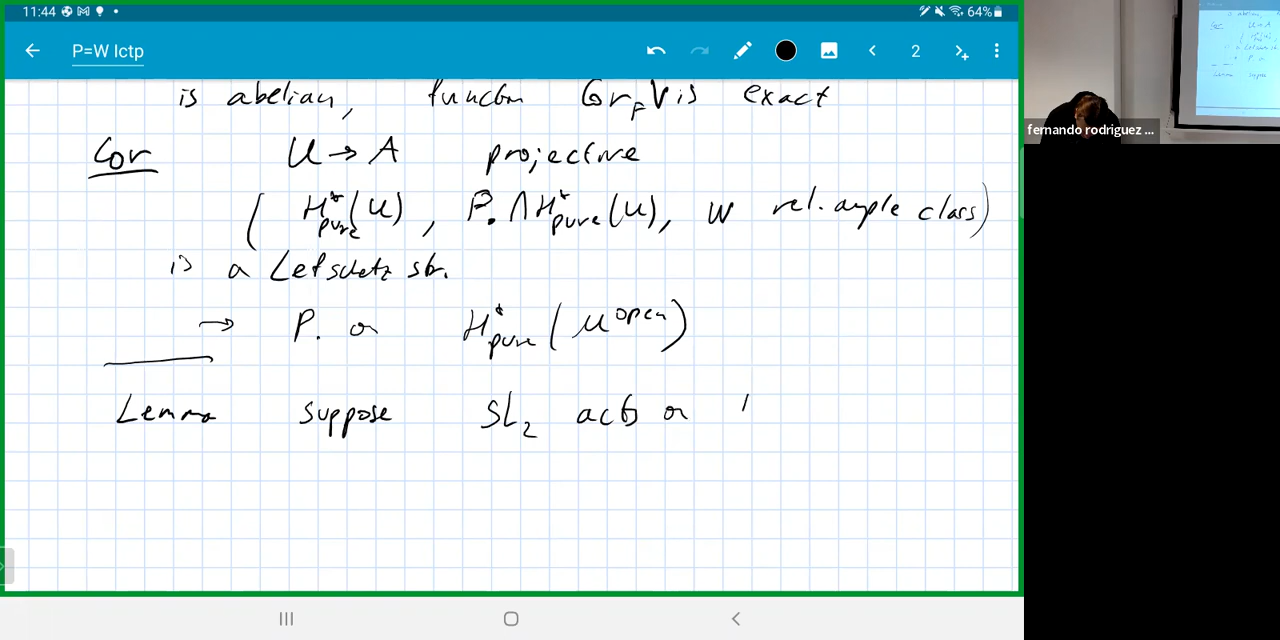 11:44
64%
P=W Ictp
2
is abelian, functor Gr_F V is exact
Cor U → A projective
( H*_pure(U), P. ∩ H*_pure(U), W rel. ample class)
is a Lefschetz str.
→ P. on H*_pure(M^open)
Lemma suppose SL_2 acts on
fernando rodriguez ...